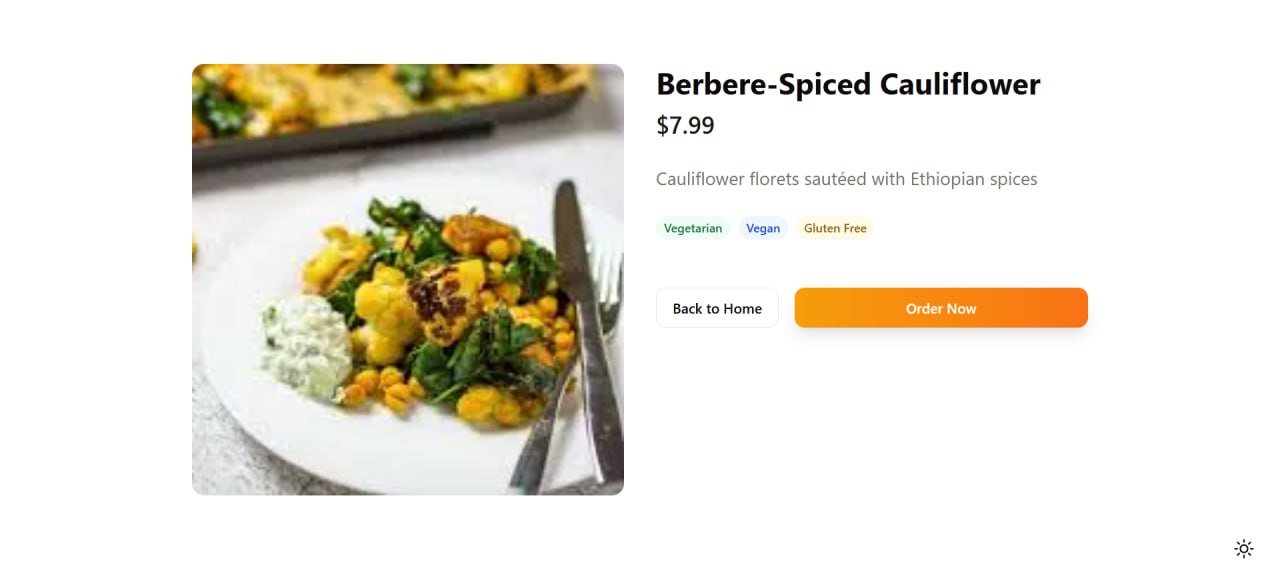 Berbere-Spiced Cauliflower
$7.99
Cauliflower florets sautéed with Ethiopian spices
Vegetarian Vegan Gluten Free
Back to Home Order Now